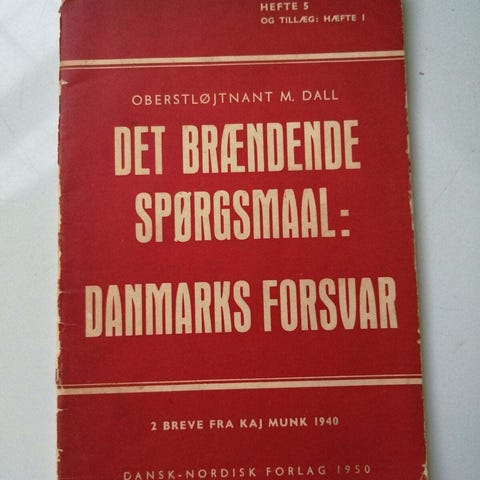 HEFTE 5
OG TILLÆG: HÆFTE I
OBERSTLØJTNANT M. DALL
DET BRÆNDENDE
SPØRGSMAAL:
DANMARKS FORSVAR
2 BREVE FRA KAJ MUNK 1940
DANSK-NORDISK FORLAG 1950